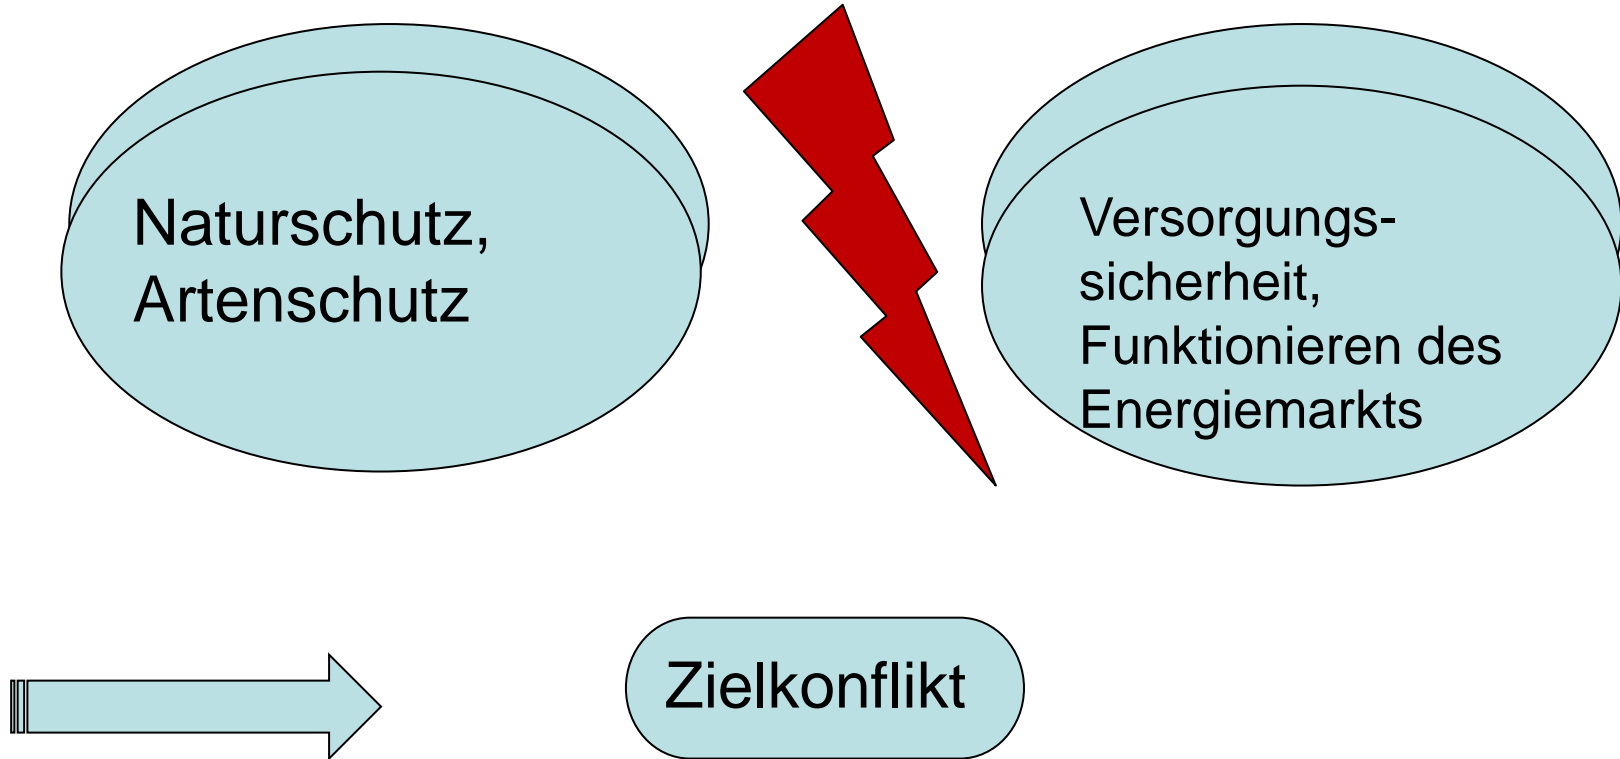 Naturschutz,
Artenschutz
Versorgungs-
sicherheit,
Funktionieren des
Energiemarkts
Zielkonflikt